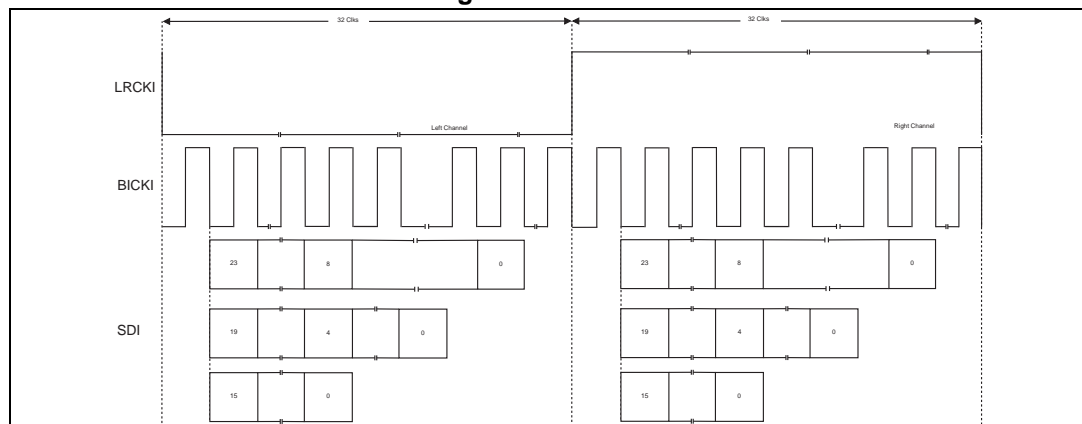 g
32 Clks 32 Clks
LRCKI
Left Channel Right Channel
BICKI
23 8 0 23 8 0
SDI
19 4 0 19 4 0
15 0 15 0